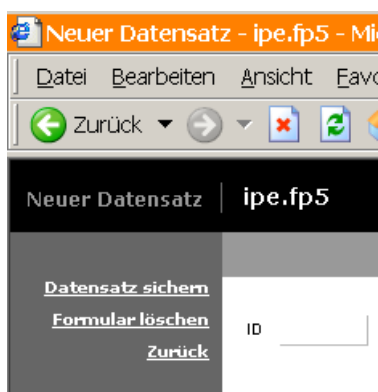 Neuer Datensatz - ipe.fp5 - Mi
Datei Bearbeiten Ansicht Eavo
Zurück
Neuer Datensatz ipe.fp5
Datensatz sichern
Formular löschen
ID
Zurück